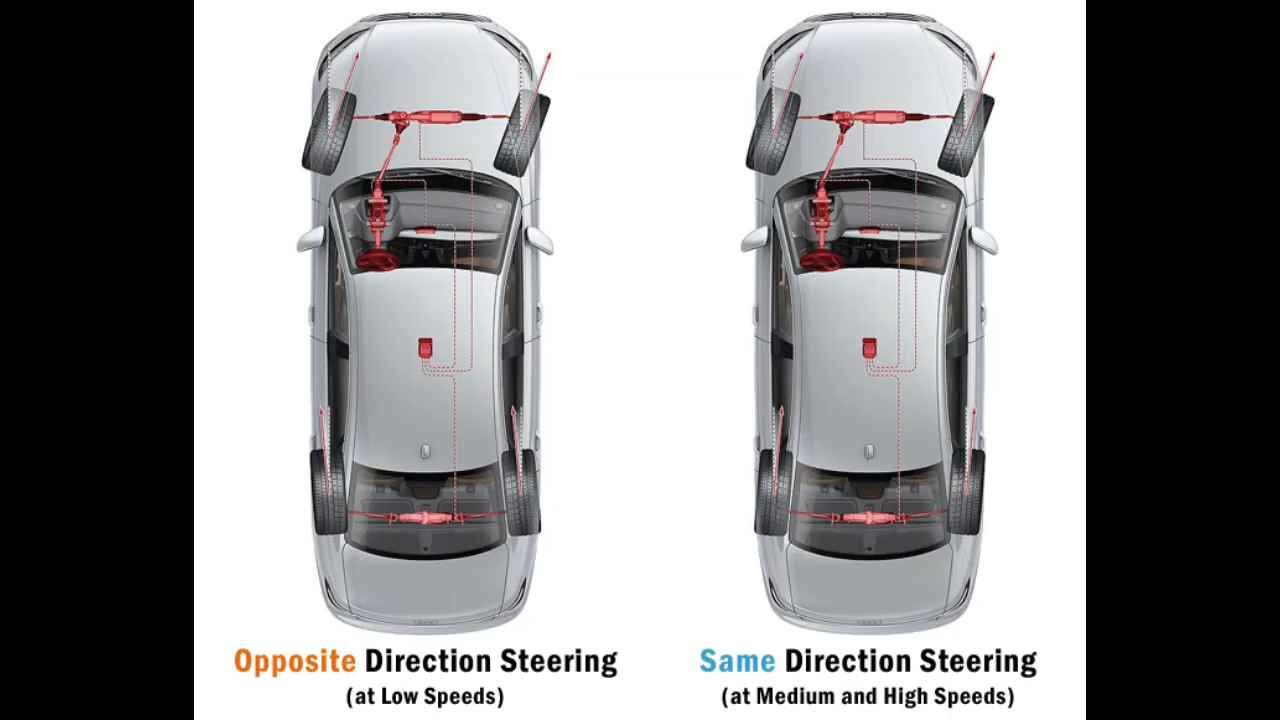 Opposite Direction Steering
(at Low Speeds)
Same Direction Steering
(at Medium and High Speeds)